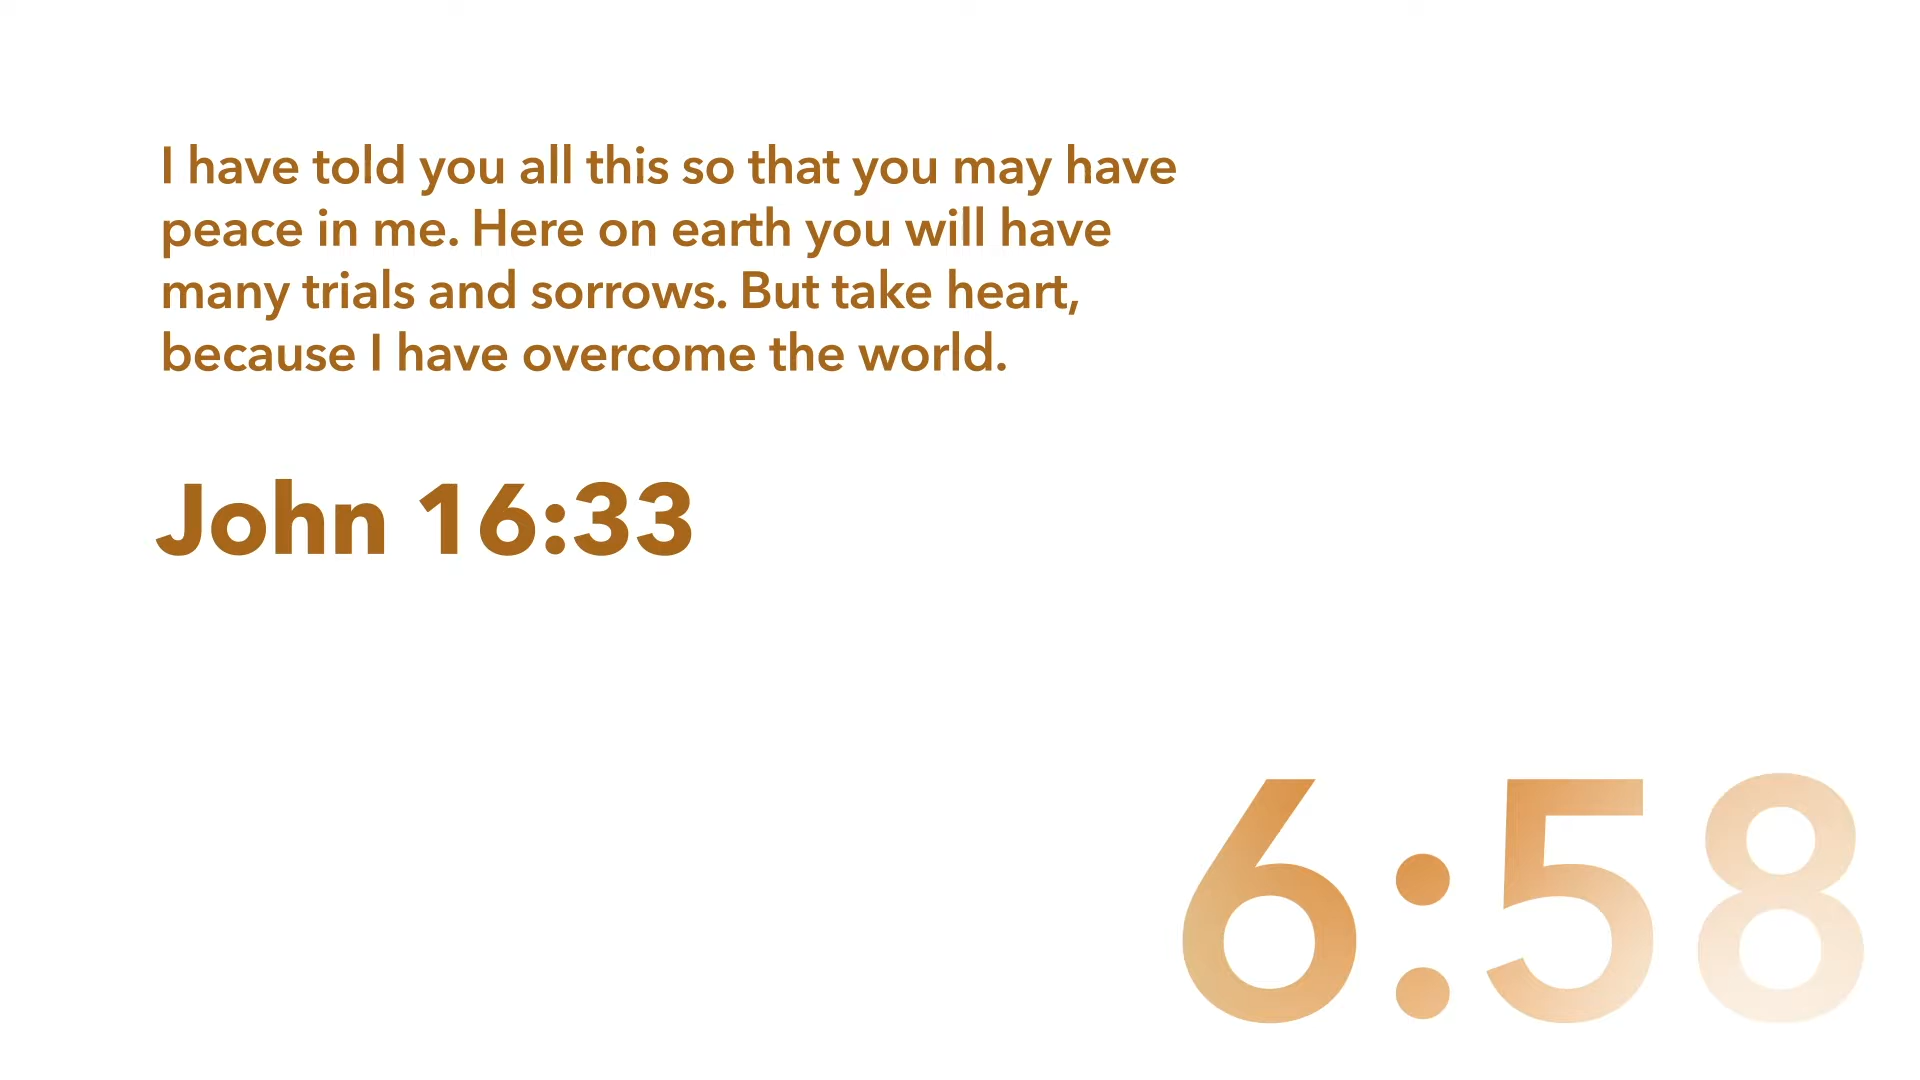 I have told you all this so that you may have
peace in me. Here on earth you will have
many trials and sorrows. But take heart,
because I have overcome the world.
John 16:33
6:58